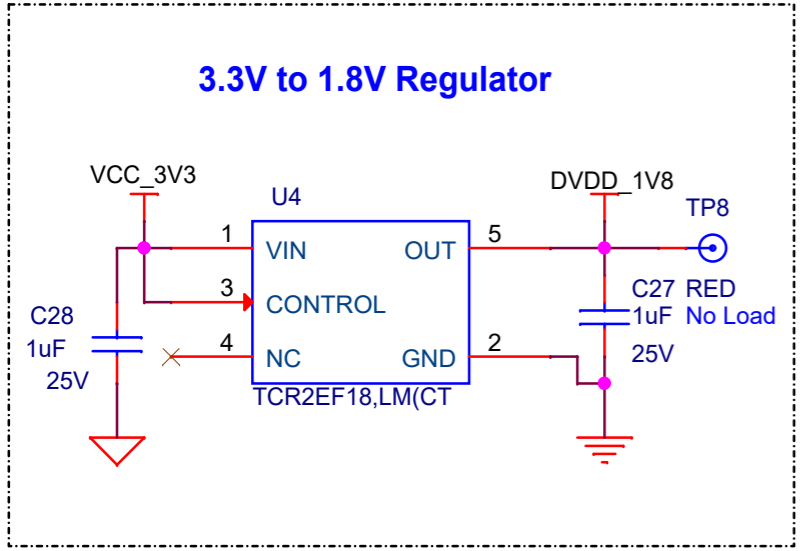 3.3V to 1.8V Regulator
VCC_3V3
DVDD_1V8
U4
TP8
1
VIN
OUT
5
3
CONTROL
C28
1uF
25V
C27
1uF
25V
RED
No Load
4
NC
GND
2
TCR2EF18,LM(CT